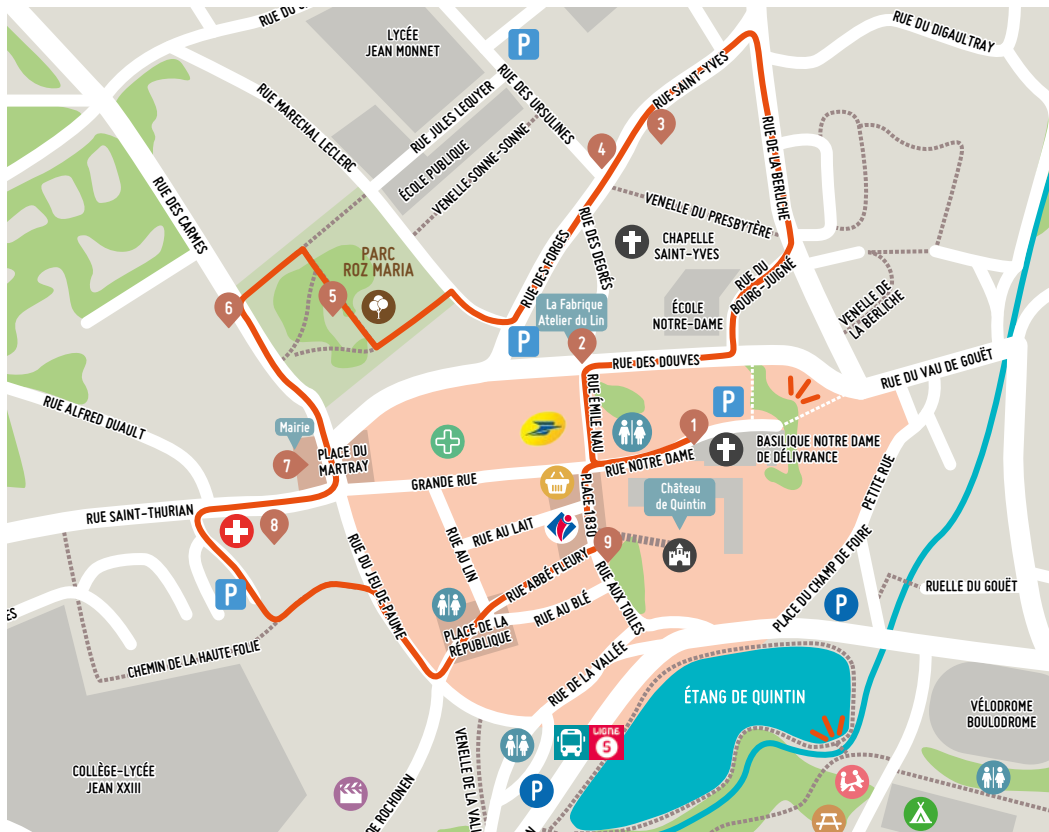 RUE DU
LYCÉE
JEAN MONNET
P
RUE DU DIGAULTRAY
RUE SAINT-YVES
RUE DES URSULINES
RUE MARECHAL LECLERC
RUE JULES LEQUYER
ÉCOLE PUBLIQUE
VENELLE-SONNE-SONNE
3
4
RUE DE LA BERLICHE
RUE DES CARMES
VENELLE DU PRESBYTÈRE
RUE DES DEGRÉS
RUE DES FORGES
CHAPELLE
SAINT-YVES
PARC
ROZ MARIA
5
6
RUE DU
BOURG-JUIGNÉ
ÉCOLE
NOTRE-DAME
VENELLE DE
LA BERLICHE
La Fabrique
Atelier du Lin
P
2
RUE DES DOUVES
RUE DU VAU DE GOUËT
RUE ÉMILE NAU
P
RUE ALFRED DUAULT
Mairie
7
PLACE DU
MARTRAY
1
BASILIQUE NOTRE DAME
DE DÉLIVRANCE
RUE NOTRE DAME
GRANDE RUE
PETITE RUE
PLACE 1830
Château
de Quintin
RUE SAINT-THURIAN
8
RUE AU LAIT
RUE AU LIN
9
RUE DU JEU DE PAUME
RUE ABBÉ FLEURY
RUE AUX TOILES
PLACE DU CHAMP DE FOIRE
RUELLE DU GOUËT
P
P
RUE AU BLÉ
PLACE DE LA
RÉPUBLIQUE
ES
CHEMIN DE LA HAUTE FOLIE
RUE DE LA VALLÉE
ÉTANG DE QUINTIN
VÉLODROME
BOULODROME
LIGNE
5
VENELLE DE LA VALL
COLLÈGE-LYCÉE
JEAN XXIII
P
DE ROCHONEN
N